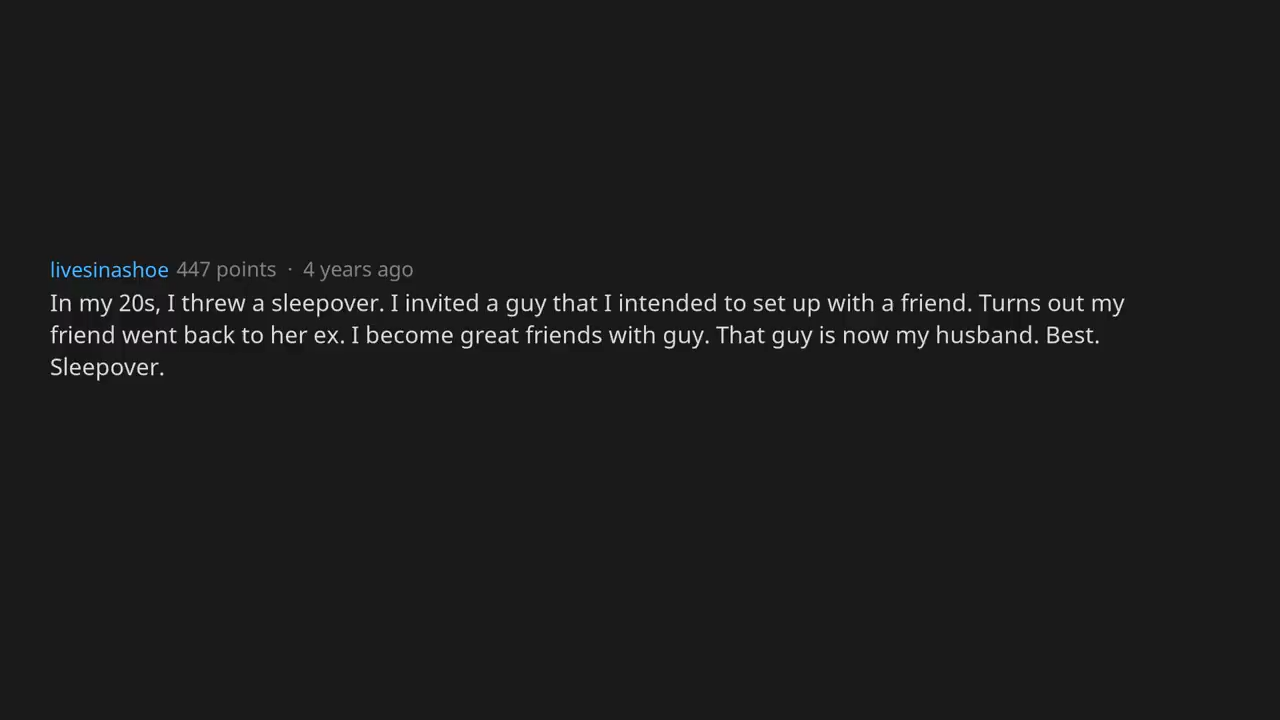 livesinashoe 447 points · 4 years ago
In my 20s, I threw a sleepover. I invited a guy that I intended to set up with a friend. Turns out my
friend went back to her ex. I become great friends with guy. That guy is now my husband. Best.
Sleepover.